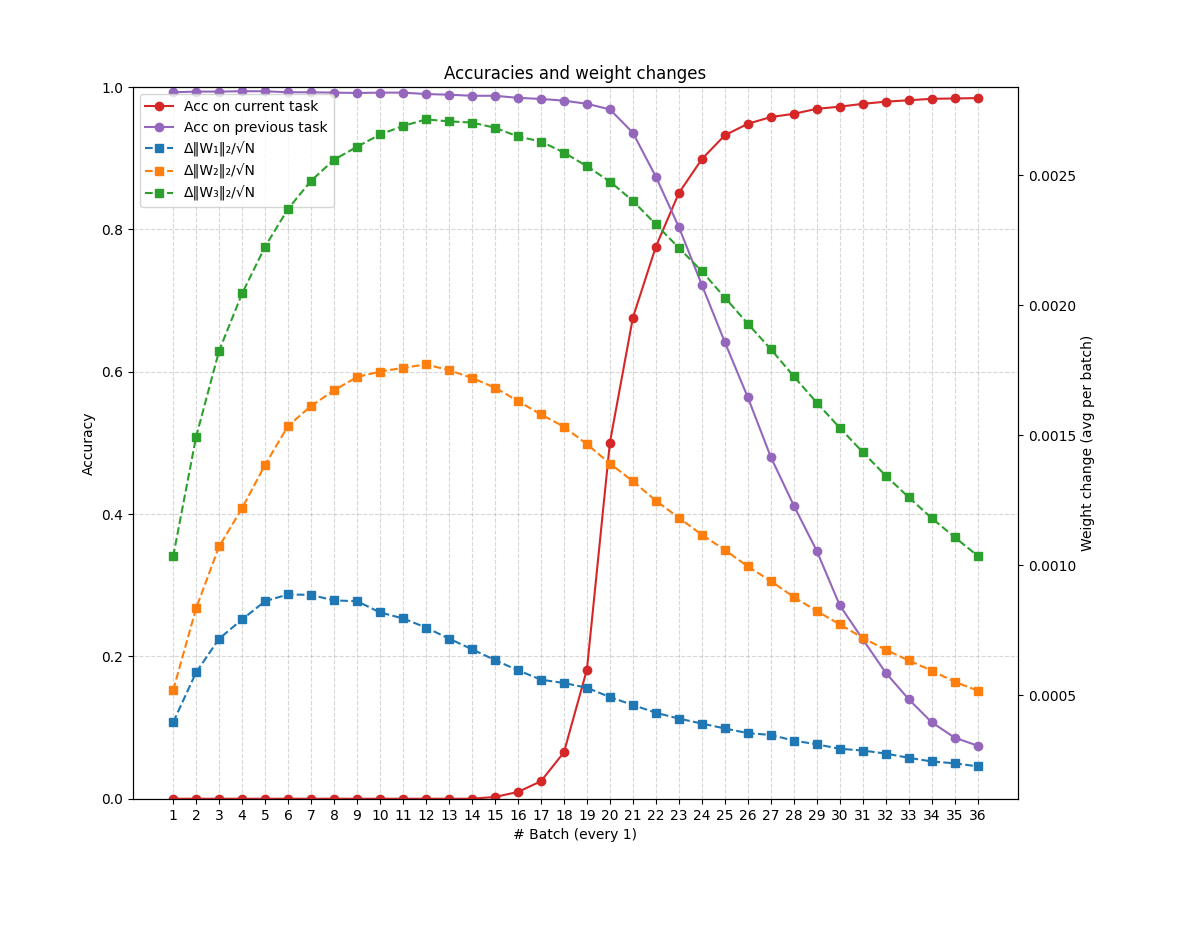 Accuracies and weight changes
1.0
0.8
0.6
0.4
0.2
0.0
Accuracy
Acc on current task
Acc on previous task
Δ‖W₁‖₂/√N
Δ‖W₂‖₂/√N
Δ‖W₃‖₂/√N
0.0025
0.0020
0.0015
0.0010
0.0005
Weight change (avg per batch)
1 2 3 4 5 6 7 8 9 10 11 12 13 14 15 16 17 18 19 20 21 22 23 24 25 26 27 28 29 30 31 32 33 34 35 36
# Batch (every 1)